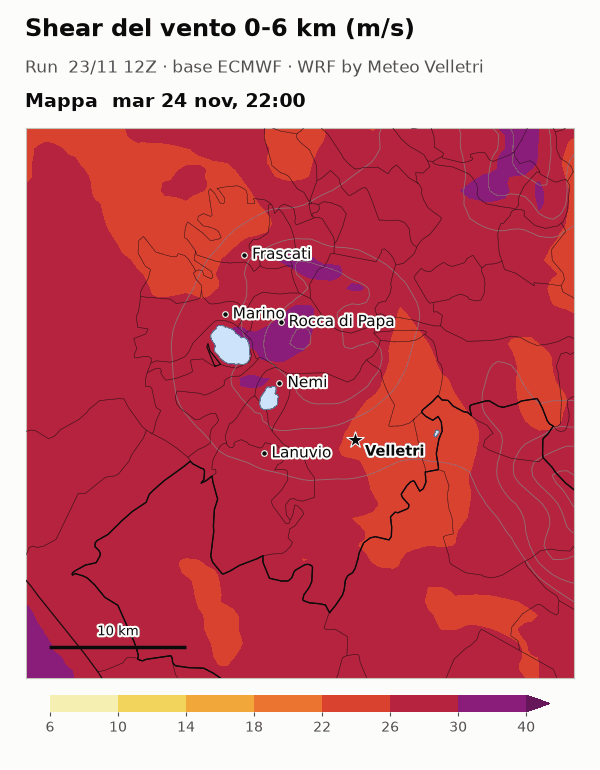 Shear del vento 0-6 km (m/s)
Run  23/11 12Z · base ECMWF · WRF by Meteo Velletri
Mappa  mar 24 nov, 22:00
Frascati
Marino
Rocca di Papa
Nemi
Velletri
Lanuvio
10 km
6 10 14 18 22 26 30 40